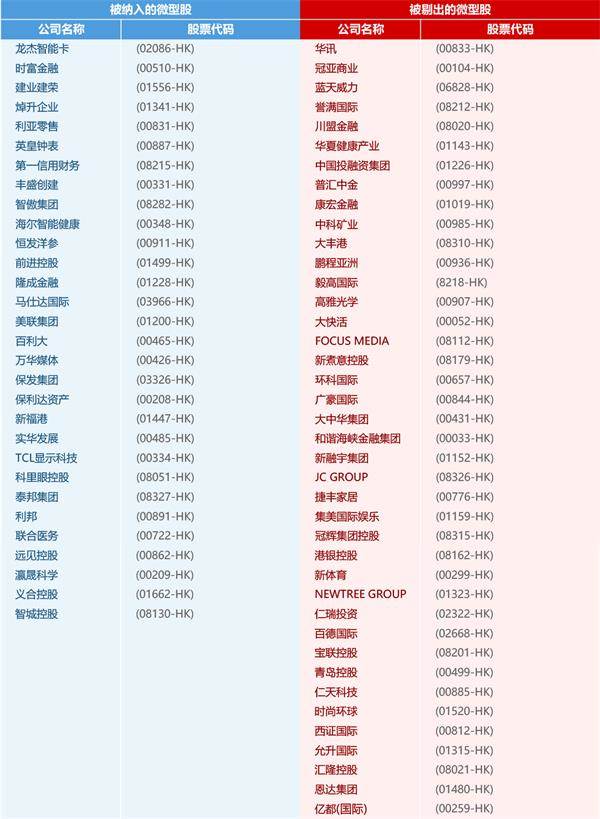 被纳入的微型股 被剔出的微型股
公司名称 股票代码 公司名称 股票代码
龙杰智能卡 (02086-HK) 华讯 (00833-HK)
时富金融 (00510-HK) 冠亚商业 (00104-HK)
建业建荣 (01556-HK) 蓝天威力 (06828-HK)
焯升企业 (01341-HK) 誉满国际 (08212-HK)
利亚零售 (00831-HK) 川盟金融 (08020-HK)
英皇钟表 (00887-HK) 华夏健康产业 (01143-HK)
第一信用财务 (08215-HK) 中国投融资集团 (01226-HK)
丰盛创建 (00331-HK) 普汇中金 (00997-HK)
智傲集团 (08282-HK) 康宏金融 (01019-HK)
海尔智能健康 (00348-HK) 中科矿业 (00985-HK)
恒发洋参 (00911-HK) 大丰港 (08310-HK)
前进控股 (01499-HK) 鹏程亚洲 (00936-HK)
隆成金融 (01228-HK) 毅高国际 (8218-HK)
马仕达国际 (03966-HK) 高雅光学 (00907-HK)
美联集团 (01200-HK) 大快活 (00052-HK)
百利大 (00465-HK) FOCUS MEDIA (08112-HK)
万华媒体 (00426-HK) 新煮意控股 (08179-HK)
保发集团 (03326-HK) 环科国际 (00657-HK)
保利达资产 (00208-HK) 广豪国际 (00844-HK)
新福港 (01447-HK) 大中华集团 (00431-HK)
实华发展 (00485-HK) 和谐海峡金融集团 (00033-HK)
TCL显示科技 (00334-HK) 新融宇集团 (01152-HK)
科里眼控股 (08051-HK) JC GROUP (08326-HK)
泰邦集团 (08327-HK) 捷丰家居 (00776-HK)
利邦 (00891-HK) 集美国际娱乐 (01159-HK)
联合医务 (00722-HK) 冠辉集团控股 (08315-HK)
远见控股 (00862-HK) 港银控股 (08162-HK)
瀛晟科学 (00209-HK) 新体育 (00299-HK)
义合控股 (01662-HK) NEWTREE GROUP (01323-HK)
智城控股 (08130-HK) 仁瑞投资 (02322-HK)
百德国际 (02668-HK)
宝联控股 (08201-HK)
青岛控股 (00499-HK)
仁天科技 (00885-HK)
时尚环球 (01520-HK)
西证国际 (00812-HK)
允升国际 (01315-HK)
汇隆控股 (08021-HK)
恩达集团 (01480-HK)
亿都(国际) (00259-HK)